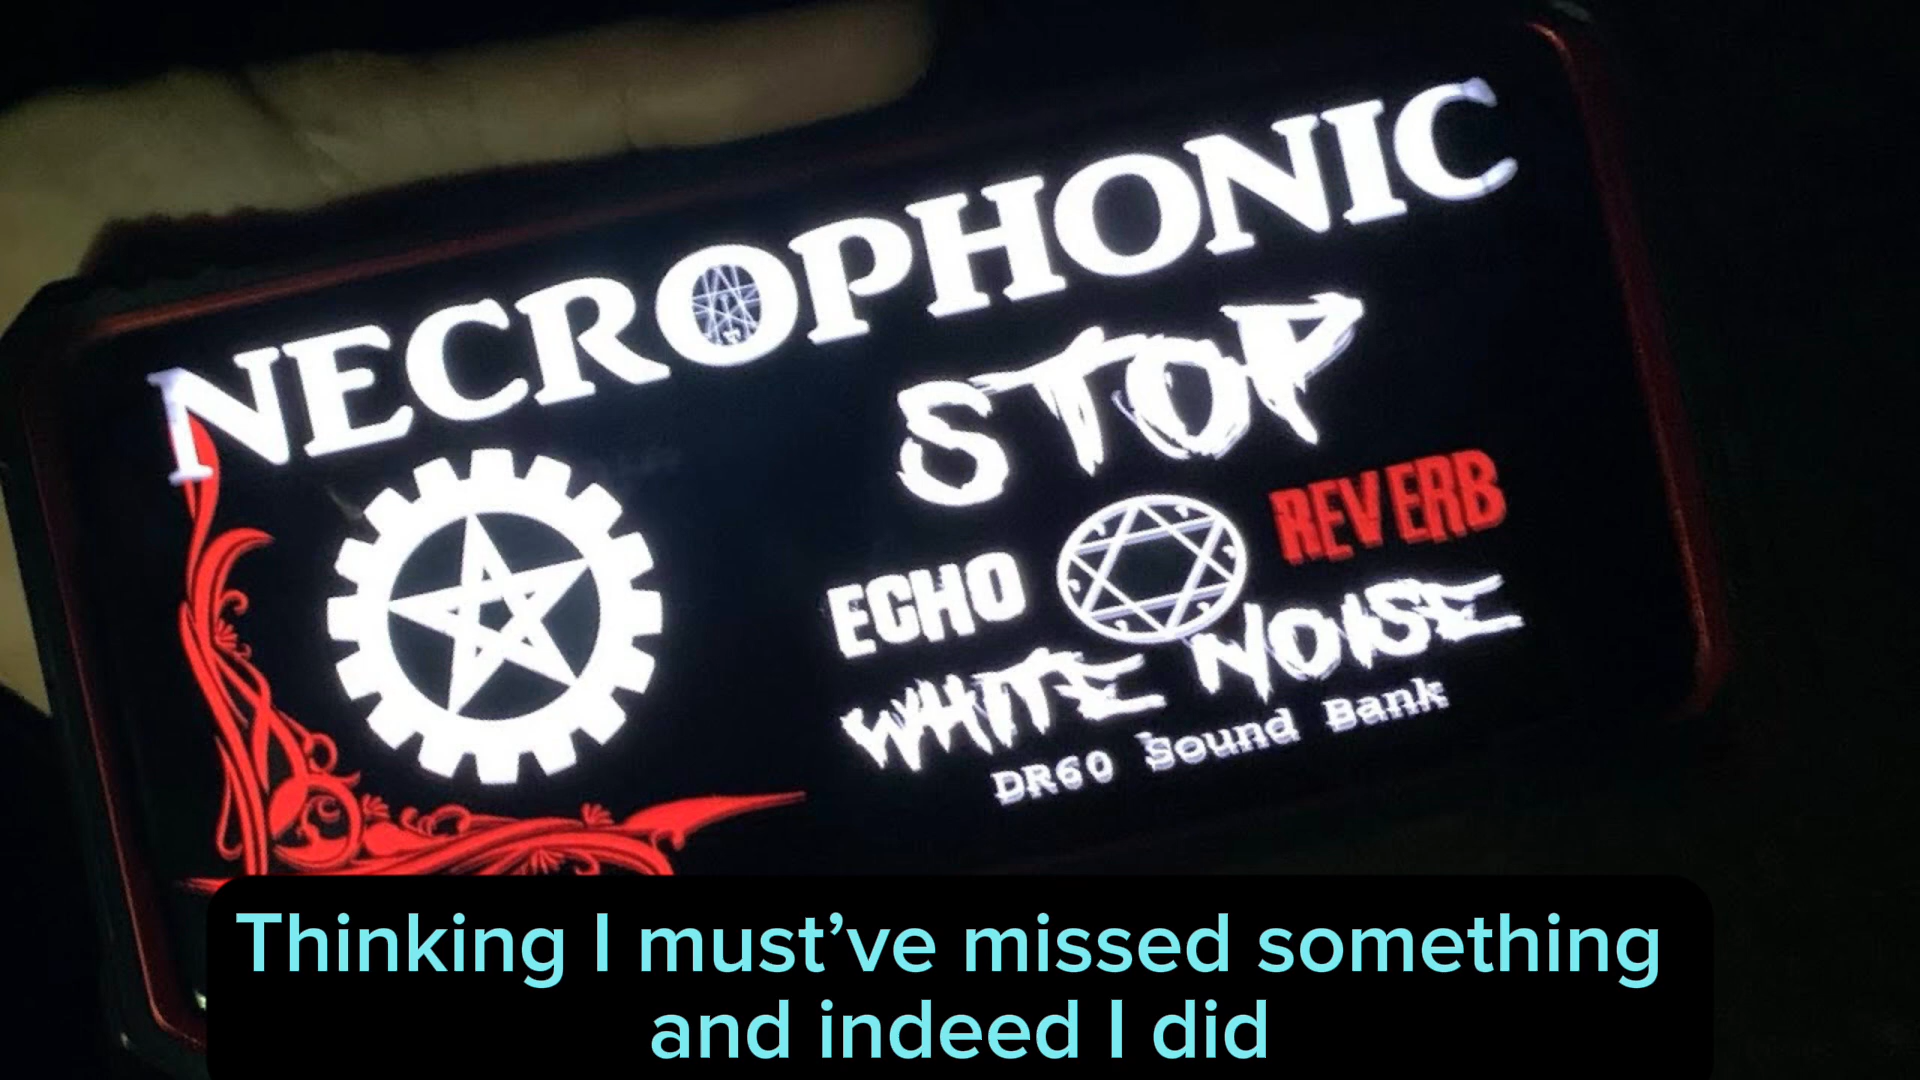 NECROPHONIC
STOP
ECHO
REVERB
WHITE NOISE
DR60 Sound Bank
Thinking I must’ve missed something
and indeed I did